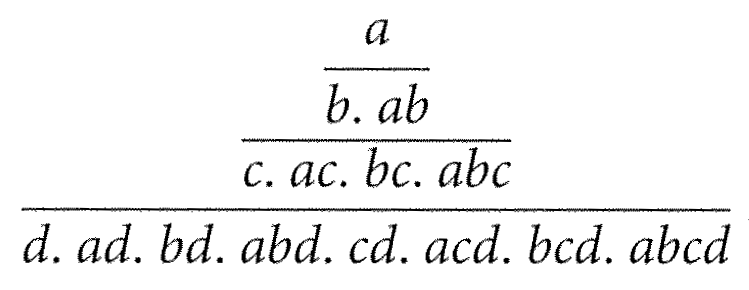 a
b. ab
c. ac. bc. abc
d. ad. bd. abd. cd. acd. bcd. abcd